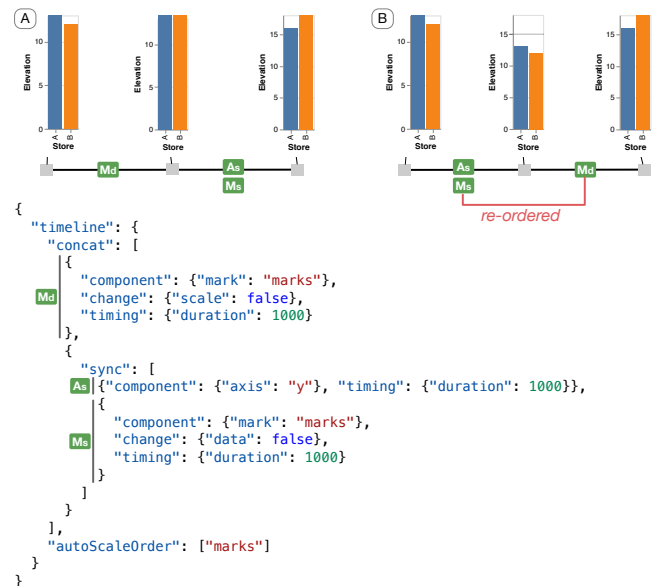 A
B
10
5
0
Elevation
A
B
Store
10
5
0
Elevation
A
B
15
10
5
0
Elevation
A
B
Store
10
5
0
Elevation
A
B
Store
15
10
5
0
Elevation
A
B
15
10
5
0
Elevation
A
B
Store
Md
As
Ms
As
Ms
Md
re-ordered
{
"timeline": {
"concat": [
{
"component": {"mark": "marks"},
Md "change": {"scale": false},
"timing": {"duration": 1000}
},
{
"sync": [
As {"component": {"axis": "y"}, "timing": {"duration": 1000}},
{
"component": {"mark": "marks"},
Ms "change": {"data": false},
"timing": {"duration": 1000}
}
]
}
],
"autoScaleOrder": ["marks"]
}
}